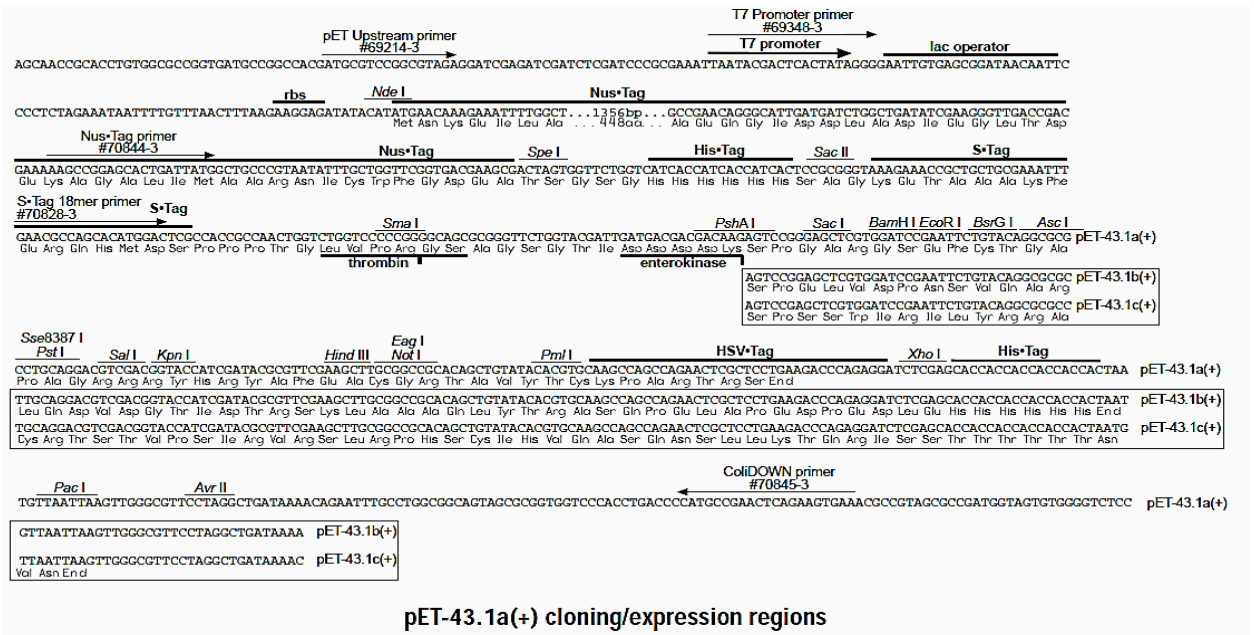 T7 Promoter primer
pET Upstream primer #69348-3
#69214-3 T7 promoter lac operator
AGCAACCGCACCTGTGGCGCCGGTGATGCCGGCCACGATGCGTCCGGCGTAGAGGATCGAGATCGATCTCGATCCCGCGAAATTAATACGACTCACTATAGGGGAATTGTGAGCGGATAACAATTC
rbs Nde I Nus•Tag
CCCTCTAGAAATAATTTTGTTTAACTTTAAGAAGGAGATATACATATGAACAAAGAAATTTTGGCT...1356bp...GCCGAACAGGGCATTGATGATCTGGCTGATATCGAAGGGTTGACCGAC
Met Asn Lys Glu Ile Leu Ala ...448aa... Ala Glu Gln Gly Ile Asp Asp Leu Ala Asp Ile Glu Gly Leu Thr Asp
Nus•Tag primer
#70844-3 Nus•Tag Spe I His•Tag Sac II S•Tag
GAAAAAGCCGGAGCACTGATTATGGCTGCCCGTAATATTTGCTGGTTCGGTGACGAAGCGACTAGTGGTTCTGGTCATCACCATCACCATCACTCCGCGGGTAAAGAAACCGCTGCTGCGAAATTT
Glu Lys Ala Gly Ala Leu Ile Met Ala Ala Arg Asn Ile Cys Trp Phe Gly Asp Glu Ala Thr Ser Gly Ser Gly His His His His His His Ser Ala Gly Lys Glu Thr Ala Ala Ala Lys Phe
S•Tag 18mer primer
#70828-3 S•Tag Sma I PshA I Sac I BamH I EcoR I BsrG I Asc I
GAACGCCAGCACATGGACTCGCCACCGCCAACTGGTCTGGTCCCCCGGGGCAGCGCGGGTTCTGGTACGATTGATGACGACGACAAGAGTCCGGGAGCTCGTGGATCCGAATTCTGTACAGGCGCG pET-43.1a(+)
Glu Arg Gln His Met Asp Ser Pro Pro Pro Thr Gly Leu Val Pro Arg Gly Ser Ala Gly Ser Gly Thr Ile Asp Asp Asp Asp Lys Ser Pro Gly Ala Arg Gly Ser Glu Phe Cys Thr Gly Ala
thrombin enterokinase
AGTCCGGAGCTCGTGGATCCGAATTCTGTACAGGCGCGC pET-43.1b(+)
Ser Pro Glu Leu Val Asp Pro Asn Ser Val Gln Ala Arg
AGTCCGAGCTCGTGGATCCGAATTCTGTACAGGCGCGCC pET-43.1c(+)
Ser Pro Ser Ser Trp Ile Arg Ile Leu Tyr Arg Arg Ala
Sse8387 I Eag I
Pst I Sal I Kpn I Hind III Not I Pml I HSV•Tag Xho I His•Tag
CCTGCAGGACGTCGACGGTACCATCGATACGCGTTCGAAGCTTGCGGCCGCACAGCTGTATACACGTGCAAGCCAGCCAGAACTCGCTCCTGAAGACCCAGAGGATCTCGAGCACCACCACCACCACCACTAA pET-43.1a(+)
Pro Ala Gly Arg Arg Arg Tyr His Arg Tyr Ala Phe Glu Ala Cys Gly Arg Thr Ala Val Tyr Thr Cys Lys Pro Ala Arg Thr Arg Ser End
TTGCAGGACGTCGACGGTACCATCGATACGCGTTCGAAGCTTGCGGCCGCACAGCTGTATACACGTGCAAGCCAGCCAGAACTCGCTCCTGAAGACCCAGAGGATCTCGAGCACCACCACCACCACCACTAAT pET-43.1b(+)
Leu Gln Asp Val Asp Gly Thr Ile Asp Thr Arg Ser Lys Leu Ala Ala Ala Gln Leu Tyr Thr Arg Ala Ser Gln Pro Glu Leu Ala Pro Glu Asp Pro Glu Asp Leu Glu His His His His His His End
TGCAGGACGTCGACGGTACCATCGATACGCGTTCGAAGCTTGCGGCCGCACAGCTGTATACACGTGCAAGCCAGCCAGAACTCGCTCCTGAAGACCCAGAGGATCTCGAGCACCACCACCACCACCACTAATG pET-43.1c(+)
Cys Arg Thr Ser Thr Val Pro Ser Ile Arg Val Arg Ser Leu Arg Pro His Ser Cys Ile His Val Gln Ala Ser Gln Asn Ser Leu Leu Lys Thr Gln Arg Ile Ser Ser Thr Thr Thr Thr Thr Thr Asn
ColiDOWN primer
Pac I Avr II #70845-3
TGTTAATTAAGTTGGGCGTTCCTAGGCTGATAAAACAGAATTTGCCTGGCGGCAGTAGCGCGGTGGTCCCACCTGACCCCATGCCGAACTCAGAAGTGAAACGCCGTAGCGCCGATGGTAGTGTGGGGTCTCC pET-43.1a(+)
GTTAATTAAGTTGGGCGTTCCTAGGCTGATAAAA pET-43.1b(+)
TTAATTAAGTTGGGCGTTCCTAGGCTGATAAAAC pET-43.1c(+)
Val Asn End
pET-43.1a(+) cloning/expression regions